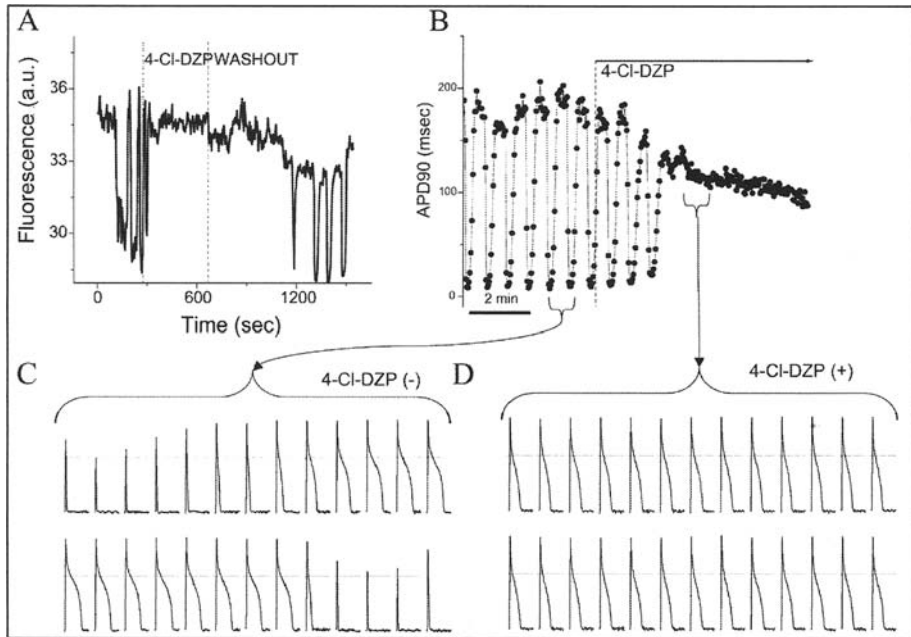 A
4-Cl-DZP WASHOUT
Fluorescence (a.u.)
36
33
30
0
600
1200
Time (sec)
B
4-Cl-DZP
APD90 (msec)
200
100
0
2 min
C
4-Cl-DZP (-)
D
4-Cl-DZP (+)